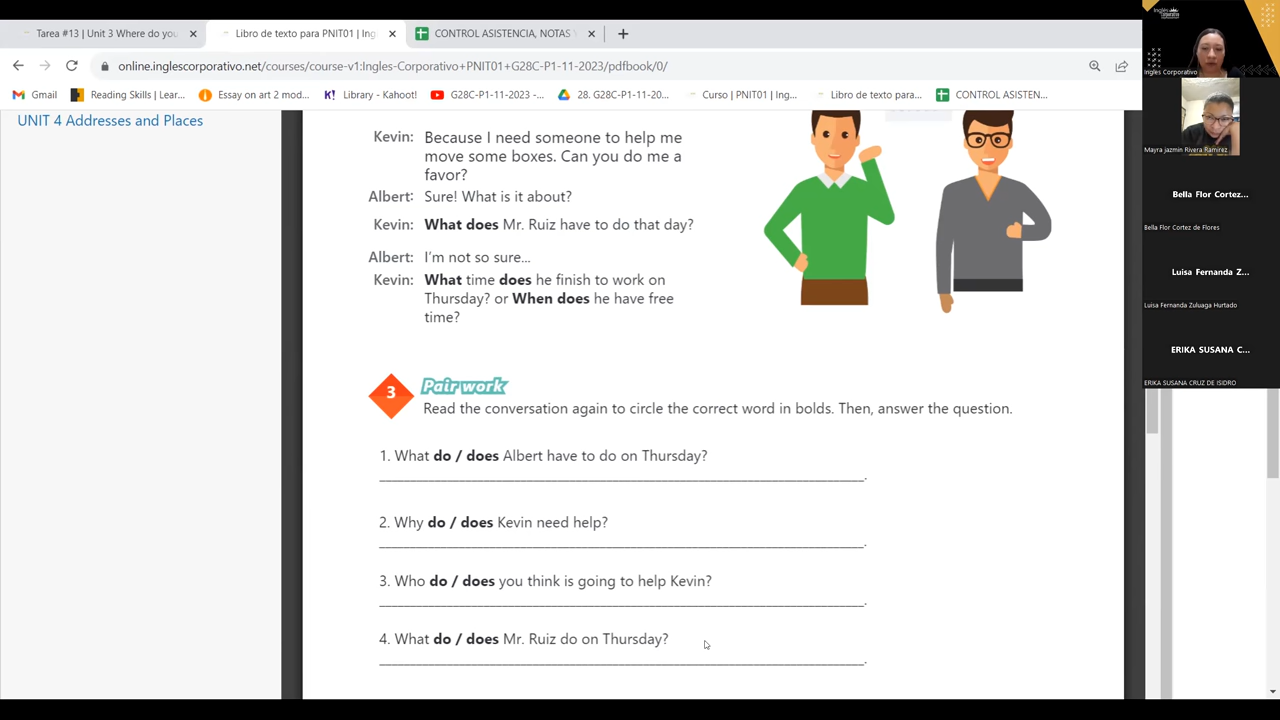 Tarea #13 | Unit 3 Where do you
Libro de texto para PNIT01 | Ing
CONTROL ASISTENCIA, NOTAS
online.inglescorporativo.net/courses/course-v1:Ingles-Corporativo+PNIT01+G28C-P1-11-2021/pdfbook/0/
Gmail
Reading Skills | Lear...
Essay on art 2 mod...
Library - Kahoot!
28. G28C-P1-11-20...
Curso | PNIT01 | Ing...
Libro de texto para...
CONTROL ASISTEN...
UNIT 4 Addresses and Places
Kevin: Because I need someone to help me
move some boxes. Can you do me a
favor?
Albert: Sure! What is it about?
Kevin: What does Mr. Ruiz have to do that day?
Albert: I'm not so sure...
Kevin: What time does he finish to work on
Thursday? or When does he have free
time?
3 Pair work
Read the conversation again to circle the correct word in bolds. Then, answer the question.
1. What do / does Albert have to do on Thursday?
2. Why do / does Kevin need help?
3. Who do / does you think is going to help Kevin?
4. What do / does Mr. Ruiz do on Thursday?
Ingles Corporativo
Mayra jazmin Rivera Ramirez
Bella Flor Cortez...
Bella Flor Cortez de Flores
Luisa Fernanda Z...
Luisa Fernanda Zuluaga Hurtado
ERIKA SUSANA C...
ERIKA SUSANA CRUZ DE ISIDRO